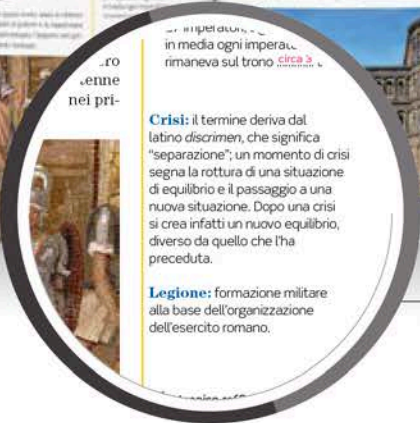 in media ogni
rimaneva sul trono circa
nei pri-
Crisi: il termine deriva dal
latino discrimen, che significa
“separazione”; un momento di crisi
segna la rottura di una situazione
di equilibrio e il passaggio a una
nuova situazione. Dopo una crisi
si crea infatti un nuovo equilibrio,
diverso da quello che l'ha
preceduta.
Legione: formazione militare
alla base dell'organizzazione
dell'esercito romano.